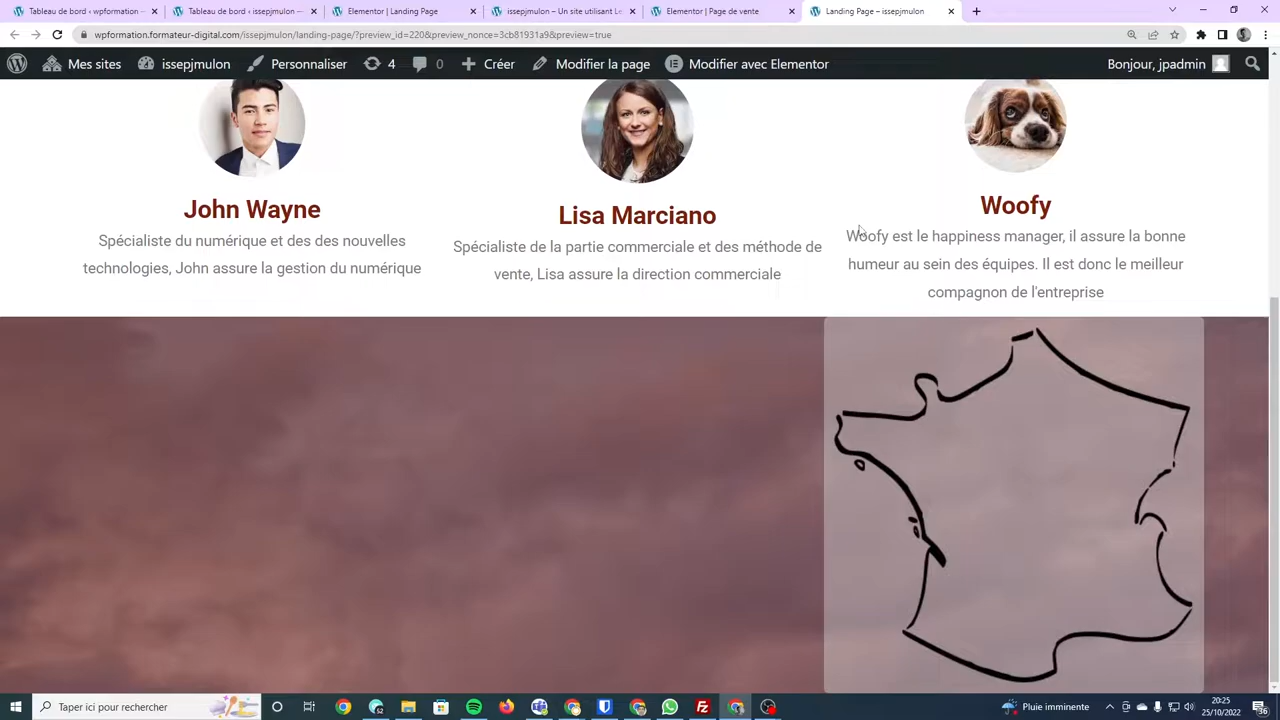 Tableau de bord ‹ wpformation
Tableau de bord ‹ issepjmulon
Elementor | Landing Page
issepjmulon – Un site utilisant Le
Elementor | Page de vente
Landing Page – issepjmulon
wpformation.formateur-digital.com/issepjmulon/landing-page/?preview_id=220&preview_nonce=3cb81931a9&preview=true
Mes sites
issepjmulon
Personnaliser
4
0
Créer
Modifier la page
Modifier avec Elementor
Bonjour, jpadmin
John Wayne
Spécialiste du numérique et des des nouvelles
technologies, John assure la gestion du numérique
Lisa Marciano
Spécialiste de la partie commerciale et des méthode de
vente, Lisa assure la direction commerciale
Woofy
Woofy est le happiness manager, il assure la bonne
humeur au sein des équipes. Il est donc le meilleur
compagnon de l'entreprise
Taper ici pour rechercher
Pluie imminente
20:25
25/10/2022